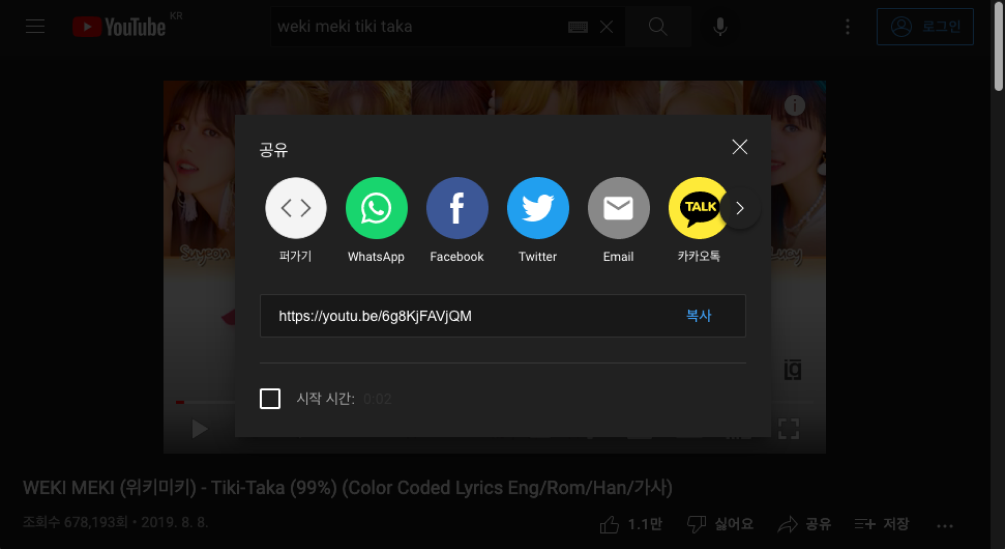 YouTube KR
weki meki tiki taka
로그인
공유
TALK
퍼가기
WhatsApp
Facebook
Twitter
Email
카카오톡
Lucy
https://youtu.be/6g8KjFAVjQM
복사
시작 시간: 0:02
WEKI MEKI (위키미키) - Tiki-Taka (99%) (Color Coded Lyrics Eng/Rom/Han/가사)
조회수 678,193회 • 2019. 8. 8.
1.1만
싫어요
공유
저장